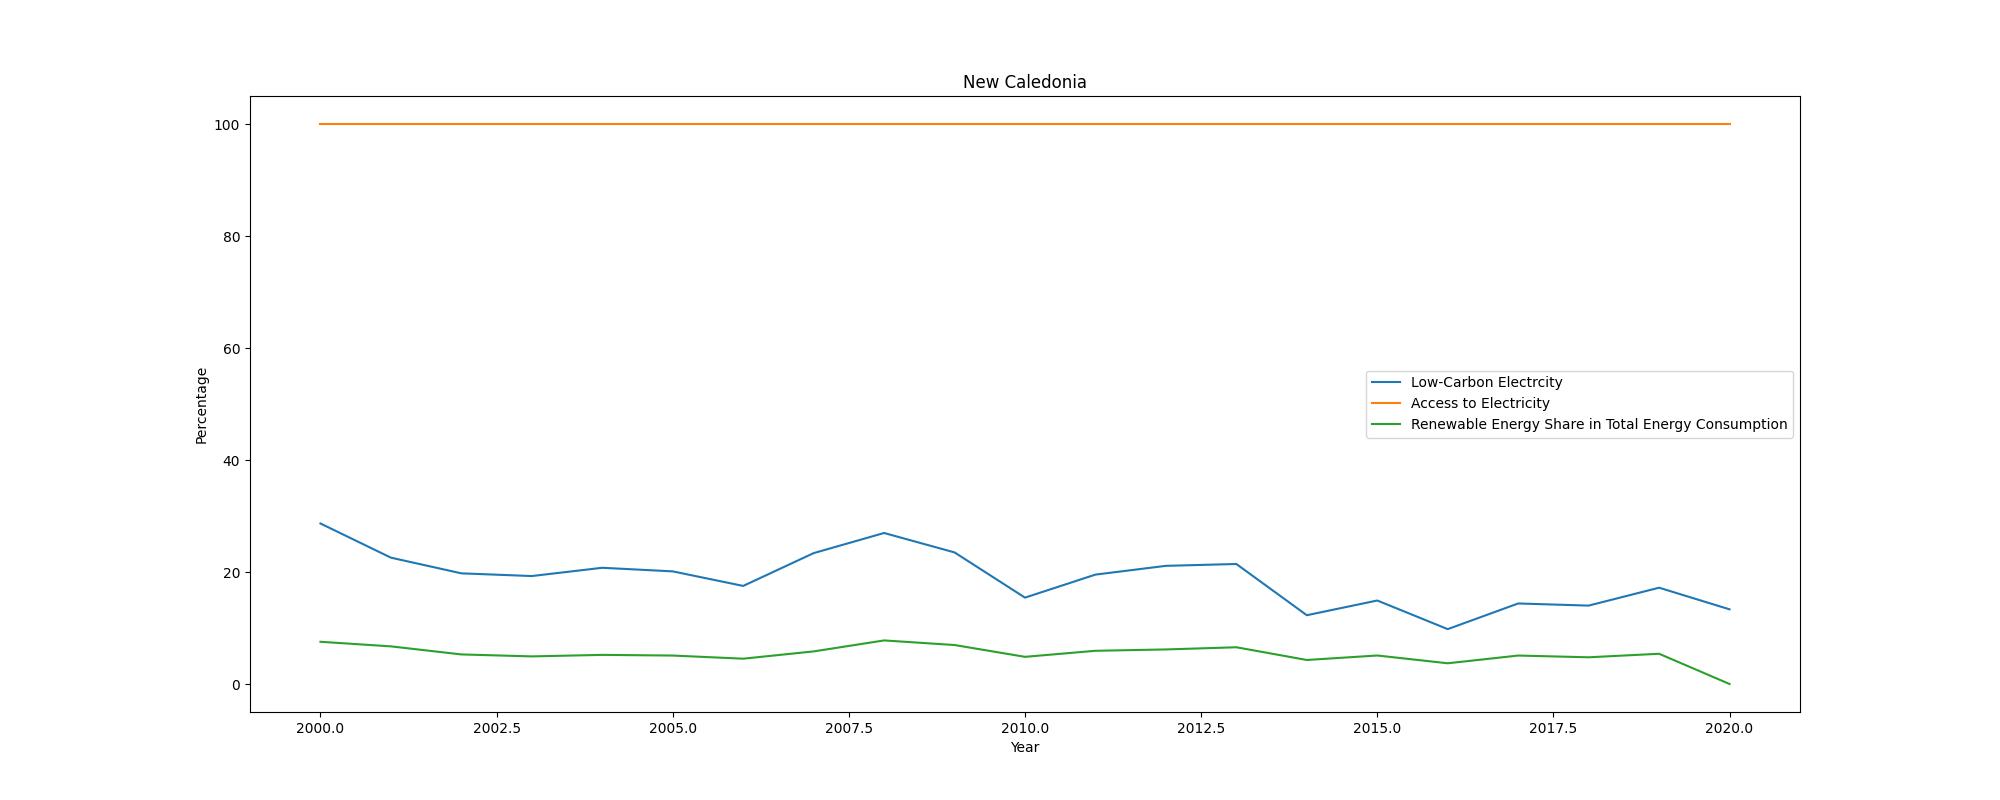 New Caledonia
100
80
60
40
20
0
Percentage
Low-Carbon Electrcity
Access to Electricity
Renewable Energy Share in Total Energy Consumption
2000.0 2002.5 2005.0 2007.5 2010.0 2012.5 2015.0 2017.5 2020.0
Year